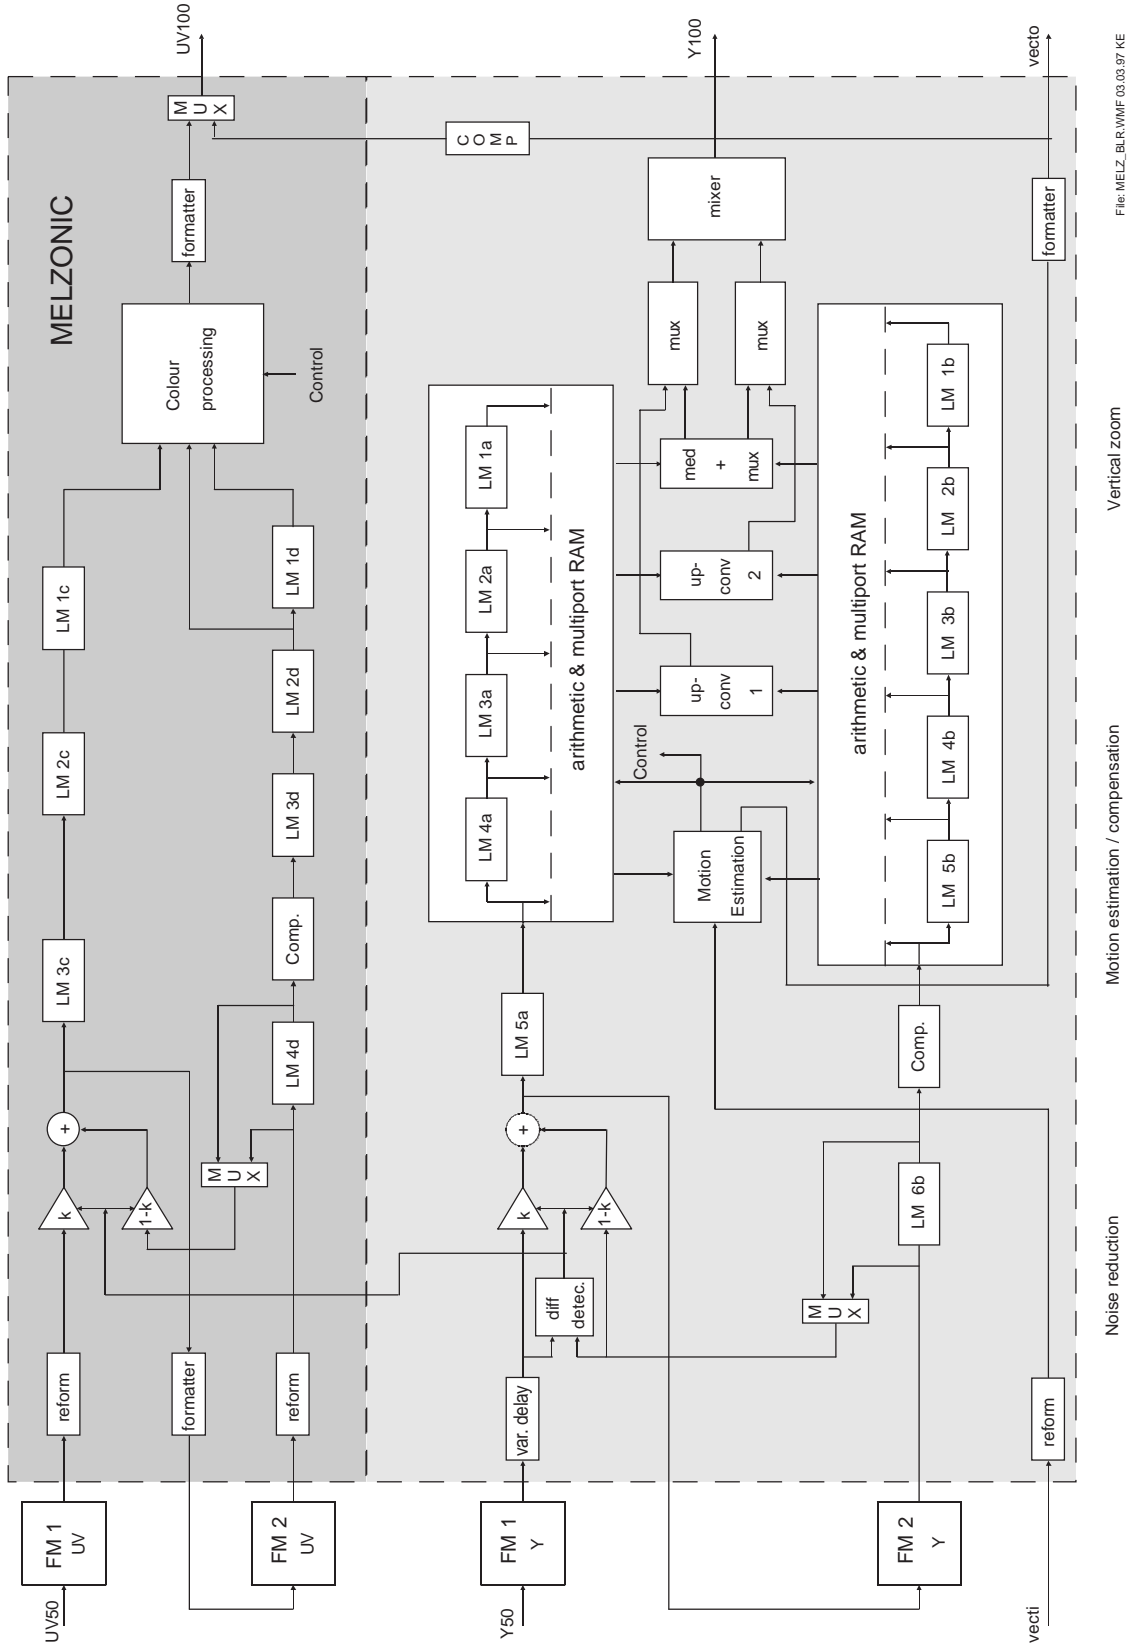 UV50
FM 1
UV
reform
k
1-k
+
LM 3c
LM 2c
LM 1c
MELZONIC
formatter
FM 2
UV
reform
M
U
X
LM 4d
Comp.
LM 3d
LM 2d
LM 1d
Colour
processing
Control
formatter
M
U
X
UV100
Y50
FM 1
Y
var. delay
diff
detec.
k
1-k
+
LM 5a
LM 4a
LM 3a
LM 2a
LM 1a
arithmetic & multiport RAM
C
O
M
P
Control
Motion
Estimation
up-
conv
1
up-
conv
2
med
+
mux
mux
mux
mixer
Y100
FM 2
Y
M
U
X
LM 6b
Comp.
arithmetic & multiport RAM
LM 5b
LM 4b
LM 3b
LM 2b
LM 1b
vecti
reform
formatter
vecto
Noise reduction
Motion estimation / compensation
Vertical zoom
File: MELZ_BLR.WMF 03.03.97 KE